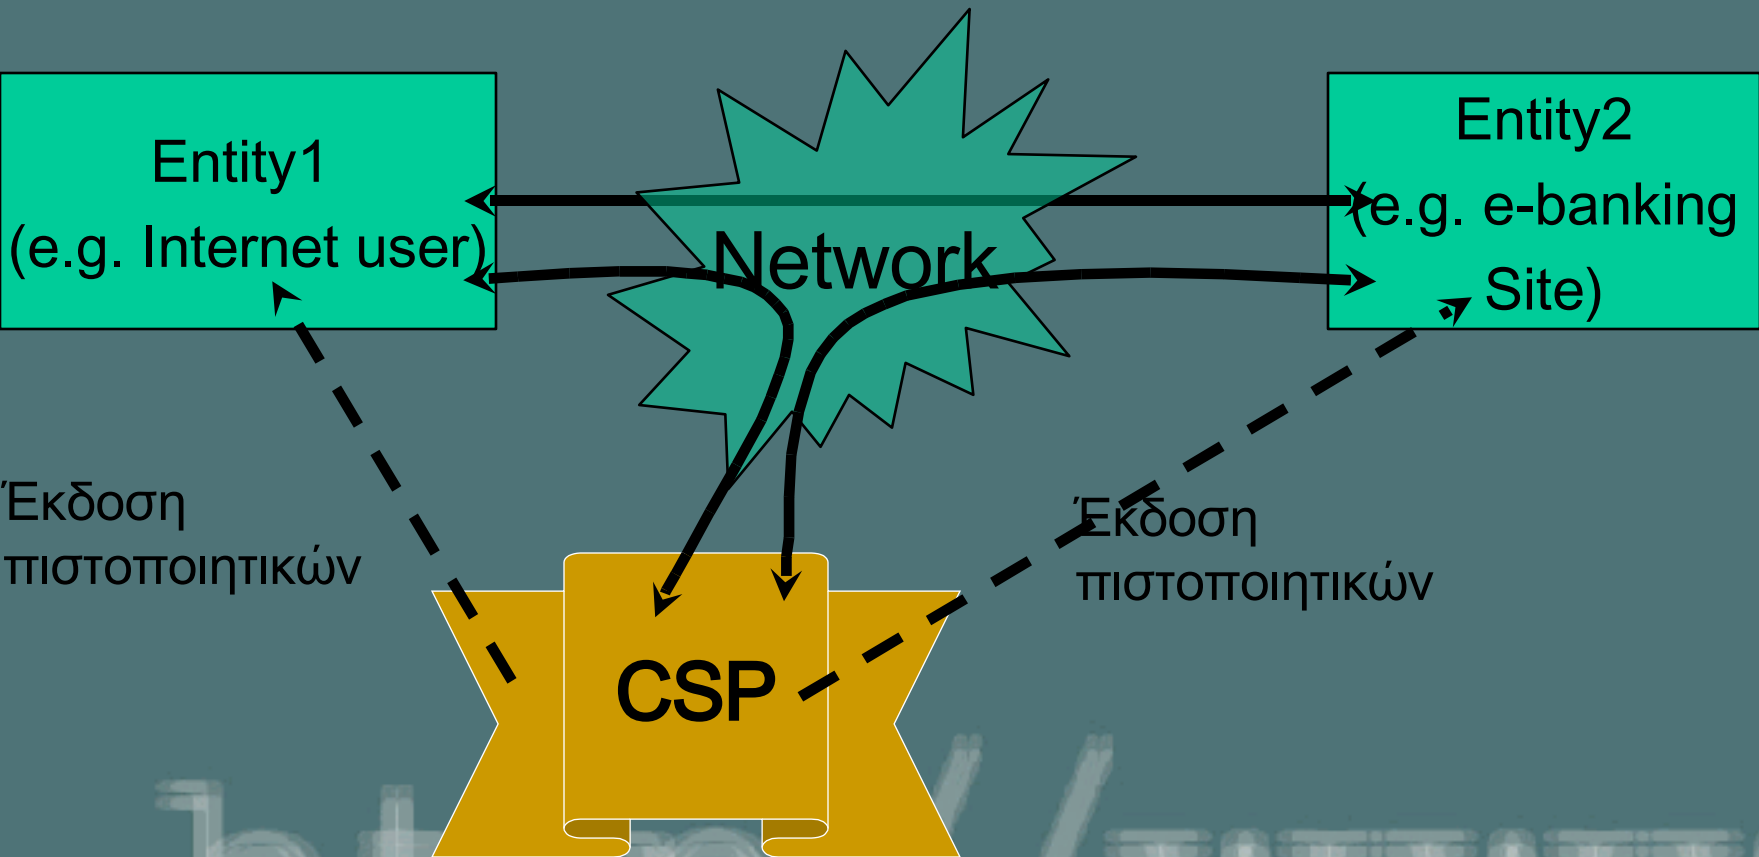 Entity1
(e.g. Internet user)
Network
Entity2
(e.g. e-banking
Site)
Έκδοση
πιστοποιητικών
Έκδοση
πιστοποιητικών
CSP